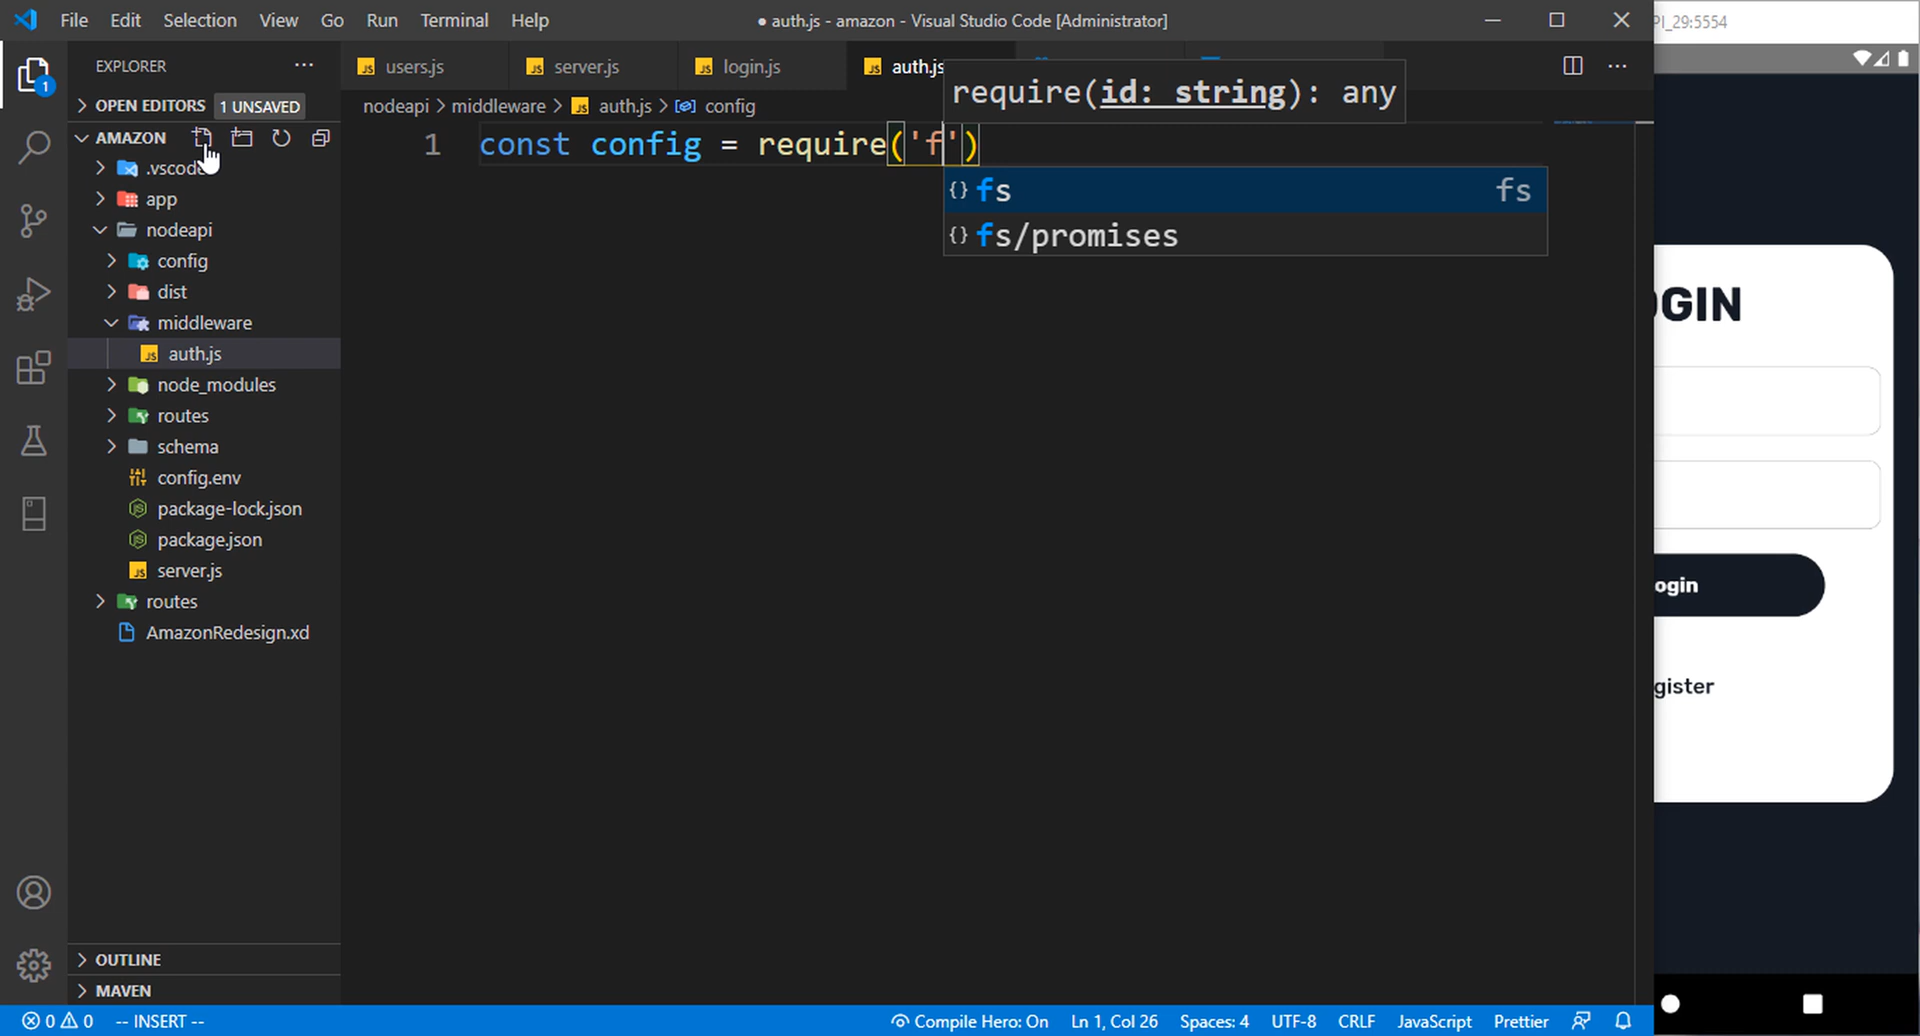 File Edit Selection View Go Run Terminal Help
● auth.js - amazon - Visual Studio Code [Administrator]
PI_29:5554
EXPLORER
users.js
server.js
login.js
auth.js
require(id: string): any
OPEN EDITORS 1 UNSAVED
nodeapi > middleware > auth.js > config
AMAZON
1 const config = require('f')
fs fs
fs/promises
.vscode
app
nodeapi
config
dist
middleware
auth.js
node_modules
routes
schema
config.env
package-lock.json
package.json
server.js
routes
AmazonRedesign.xd
OGIN
ogin
gister
OUTLINE
MAVEN
0 0 -- INSERT --
Compile Hero: On Ln 1, Col 26 Spaces: 4 UTF-8 CRLF JavaScript Prettier
1